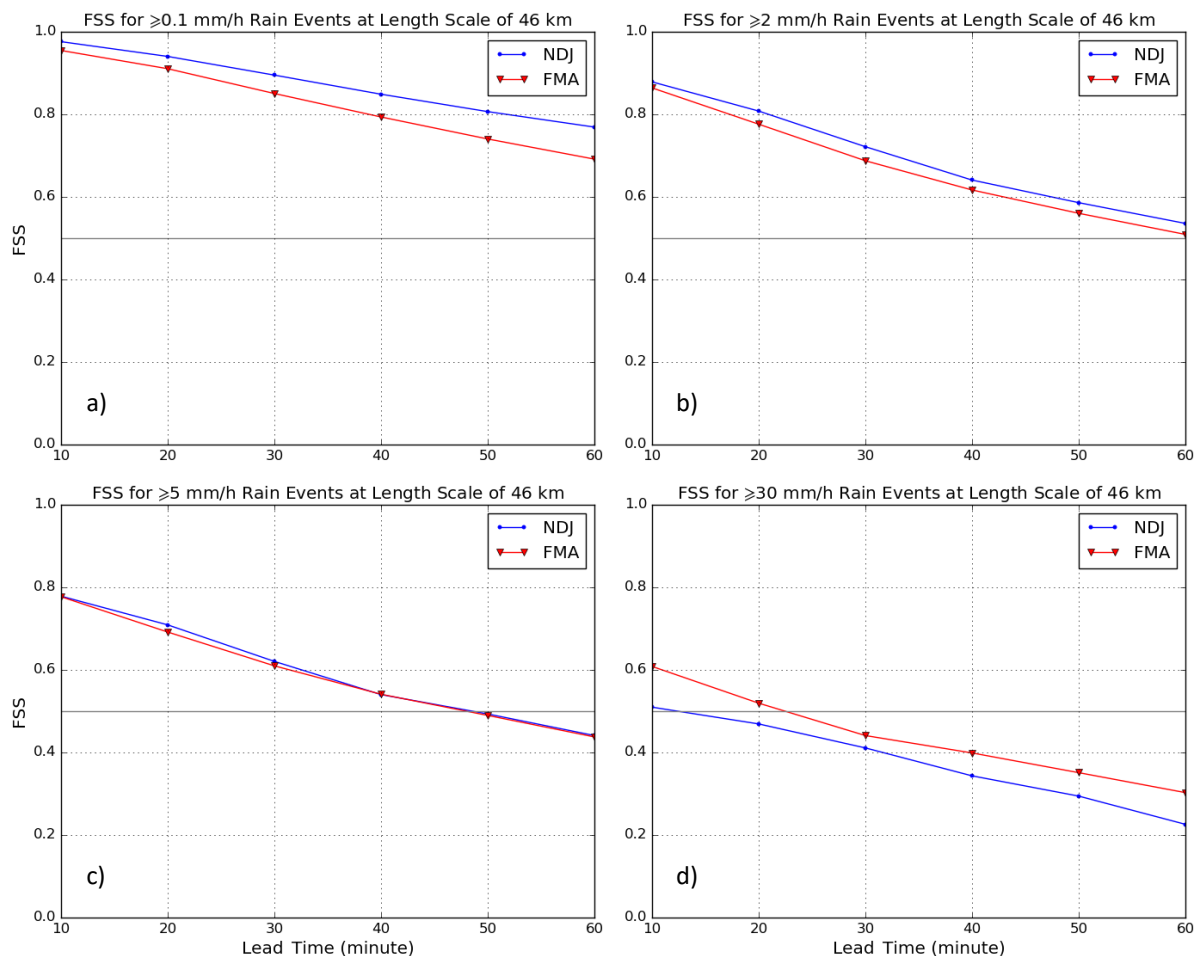 FSS for ⩾0.1 mm/h Rain Events at Length Scale of 46 km
1.0
0.8
0.6
0.4
0.2
0.0
FSS
NDJ
FMA
a)
10 20 30 40 50 60
FSS for ⩾2 mm/h Rain Events at Length Scale of 46 km
1.0
0.8
0.6
0.4
0.2
0.0
NDJ
FMA
b)
10 20 30 40 50 60
FSS for ⩾5 mm/h Rain Events at Length Scale of 46 km
1.0
0.8
0.6
0.4
0.2
0.0
FSS
NDJ
FMA
c)
10 20 30 40 50 60
Lead Time (minute)
FSS for ⩾30 mm/h Rain Events at Length Scale of 46 km
1.0
0.8
0.6
0.4
0.2
0.0
NDJ
FMA
d)
10 20 30 40 50 60
Lead Time (minute)